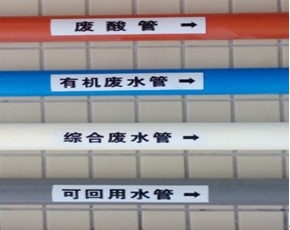 废酸管 →
有机废水管 →
综合废水管 →
可回用水管 →